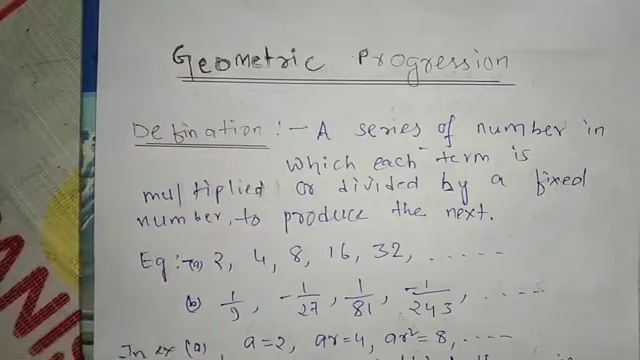 Geometric Progression
Defination :- A series of number in
which each term is
multiplied or divided by a fixed
number, to produce the next.
Eg :- (a) 2, 4, 8, 16, 32, .....
(b) 1/9, -1/27, 1/81, -1/243, .....
In ex (a), a=2, ar=4, ar²=8, ....